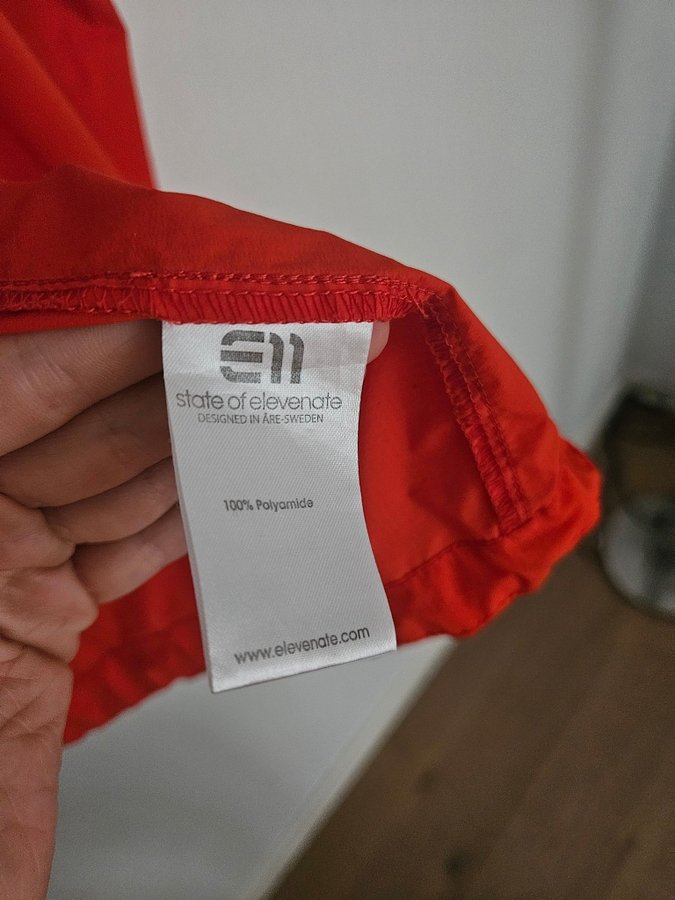 E11
state of elevenate
DESIGNED IN ÅRE-SWEDEN
100% Polyamide
www.elevenate.com